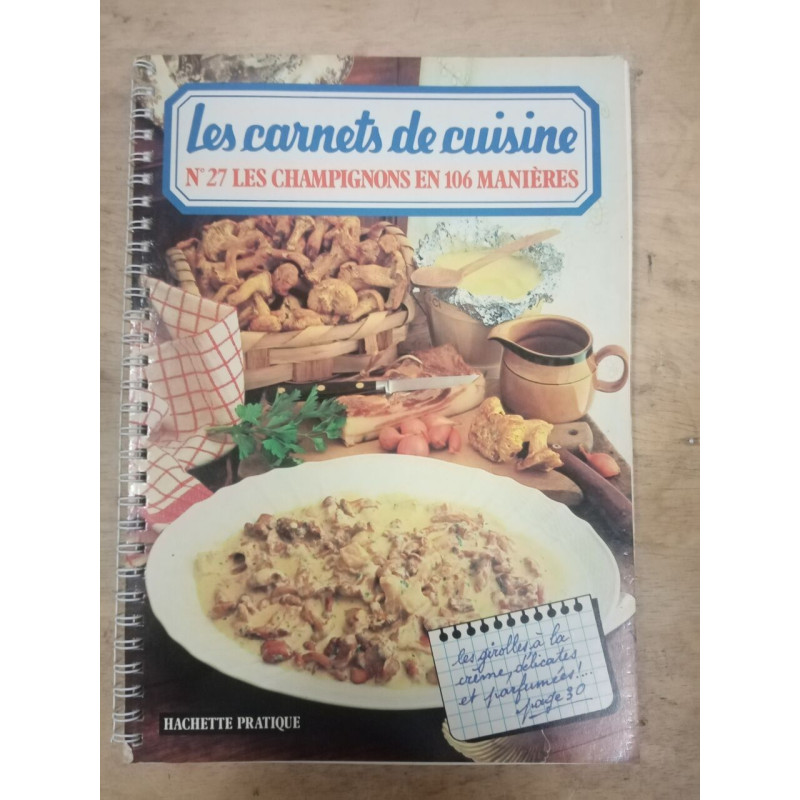 Les carnets de cuisine
N° 27 LES CHAMPIGNONS EN 106 MANIÈRES
les girolles à la
crème, délicates
et parfumées!...
page 30
HACHETTE PRATIQUE